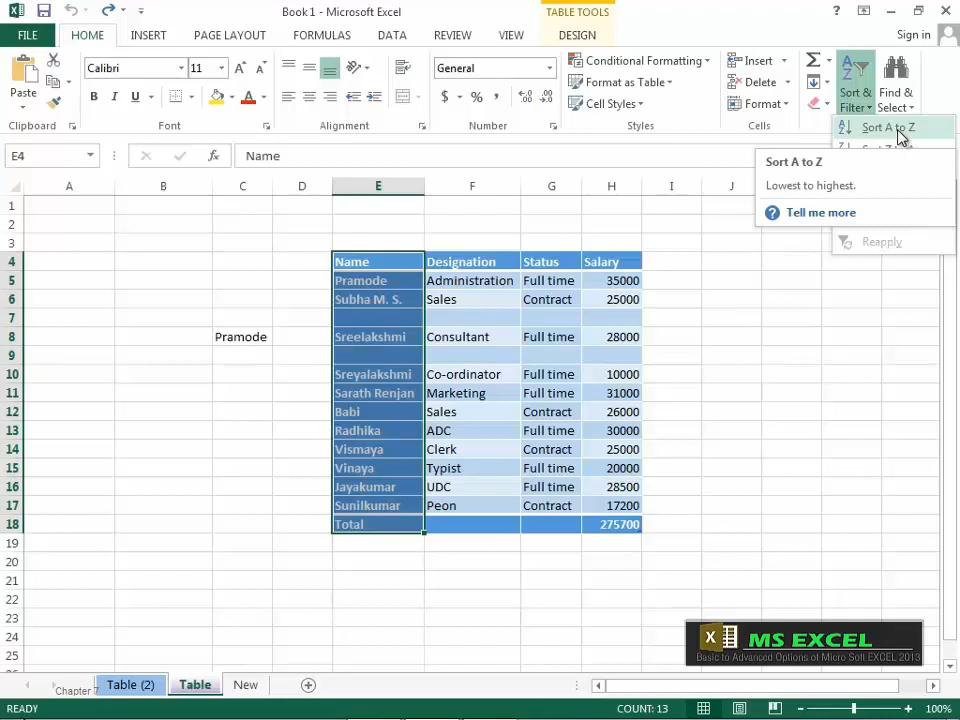 Book1 - Microsoft Excel
TABLE TOOLS
FILE HOME INSERT PAGE LAYOUT FORMULAS DATA REVIEW VIEW DESIGN Sign in
Calibri 11 General
Conditional Formatting Insert
Format as Table Delete
Cell Styles Format
Paste B I U $ %
Sort & Filter
Find & Select
Clipboard Font Alignment Number Styles Cells
Sort A to Z
E4 Name
Sort A to Z
Lowest to highest.
Tell me more
Reapply
A B C D E F G H I J
1
2
3
4 Name Designation Status Salary
5 Pramode Administration Full time 35000
6 Subha M. S. Sales Contract 25000
7
8 Pramode Sreelakshmi Consultant Full time 28000
9
10 Sreyalakshmi Co-ordinator Full time 10000
11 Sarath Renjan Marketing Full time 31000
12 Babi Sales Contract 26000
13 Radhika ADC Full time 30000
14 Vismaya Clerk Contract 25000
15 Vinaya Typist Full time 20000
16 Jayakumar UDC Full time 28500
17 Sunilkumar Peon Contract 17200
18 Total 275700
19
20
21
22
23
24
25
MS EXCEL
Basic to Advanced Options of Micro Soft EXCEL 2013
Chapter 7 Table (2) Table New
READY COUNT: 13 100%